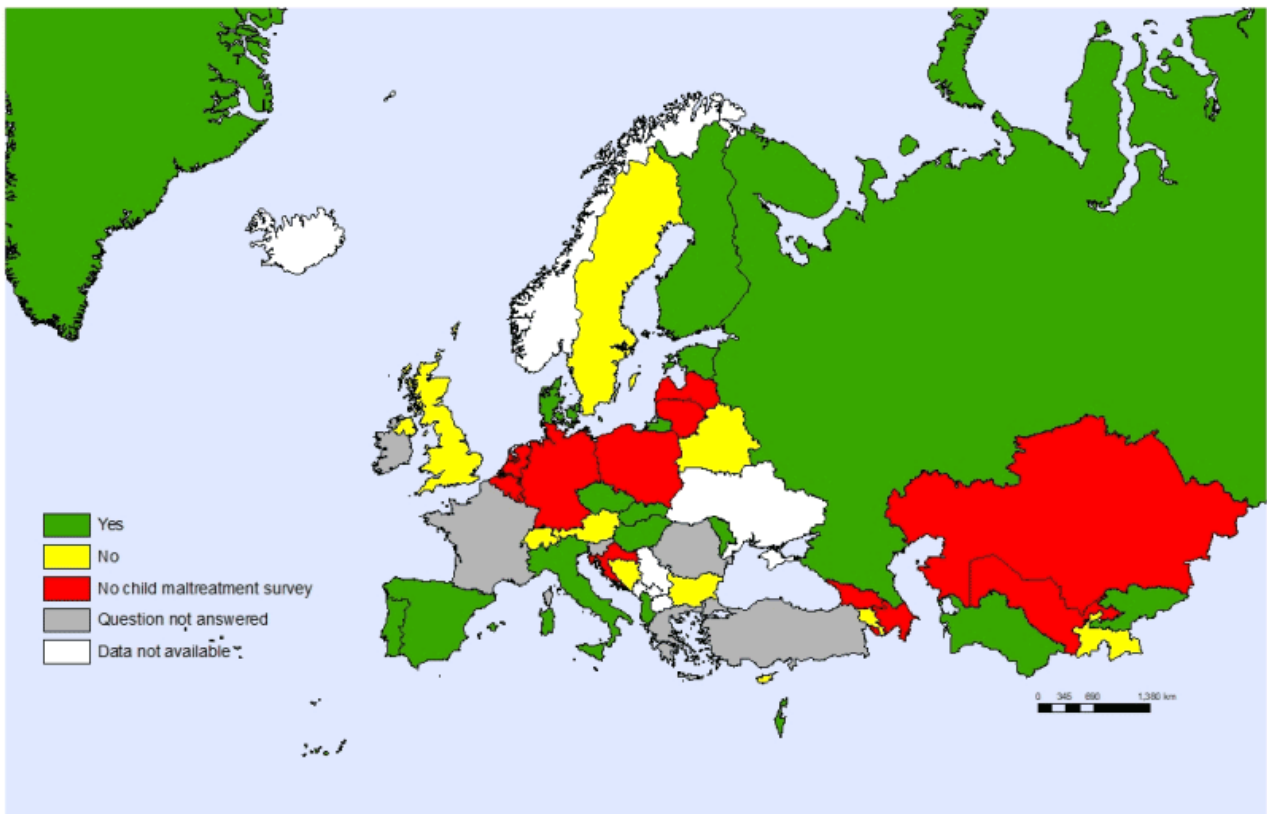 Yes
No
No child maltreatment survey
Question not answered
Data not available
0 345 690 1,380 km